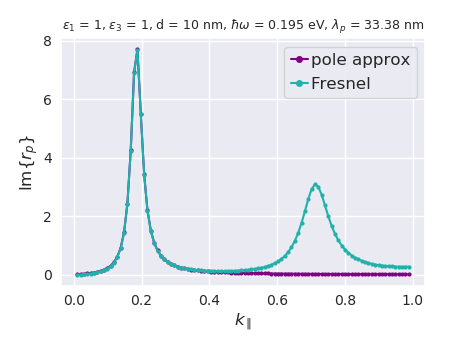 ε₁ = 1, ε₃ = 1, d = 10 nm, ħω = 0.195 eV, λₚ = 33.38 nm
8
6
4
2
0
Im{rₚ}
pole approx
Fresnel
0.0 0.2 0.4 0.6 0.8 1.0
k∥